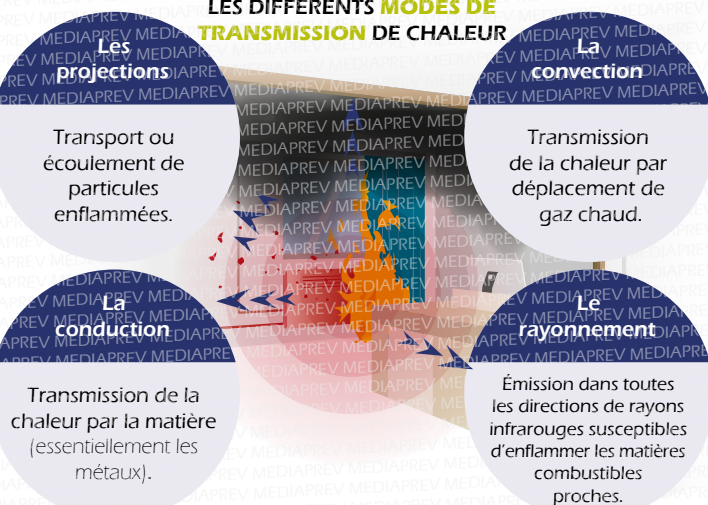 LES DIFFÉRENTS MODES DE
TRANSMISSION DE CHALEUR
Les
projections
Transport ou
écoulement de
particules
enflammées.
La
convection
Transmission
de la chaleur par
déplacement de
gaz chaud.
La
conduction
Transmission de la
chaleur par la matière
(essentiellement les
métaux).
Le
rayonnement
Émission dans toutes
les directions de rayons
infrarouges susceptibles
d'enflammer les matières
combustibles
proches.
MEDIAPREV